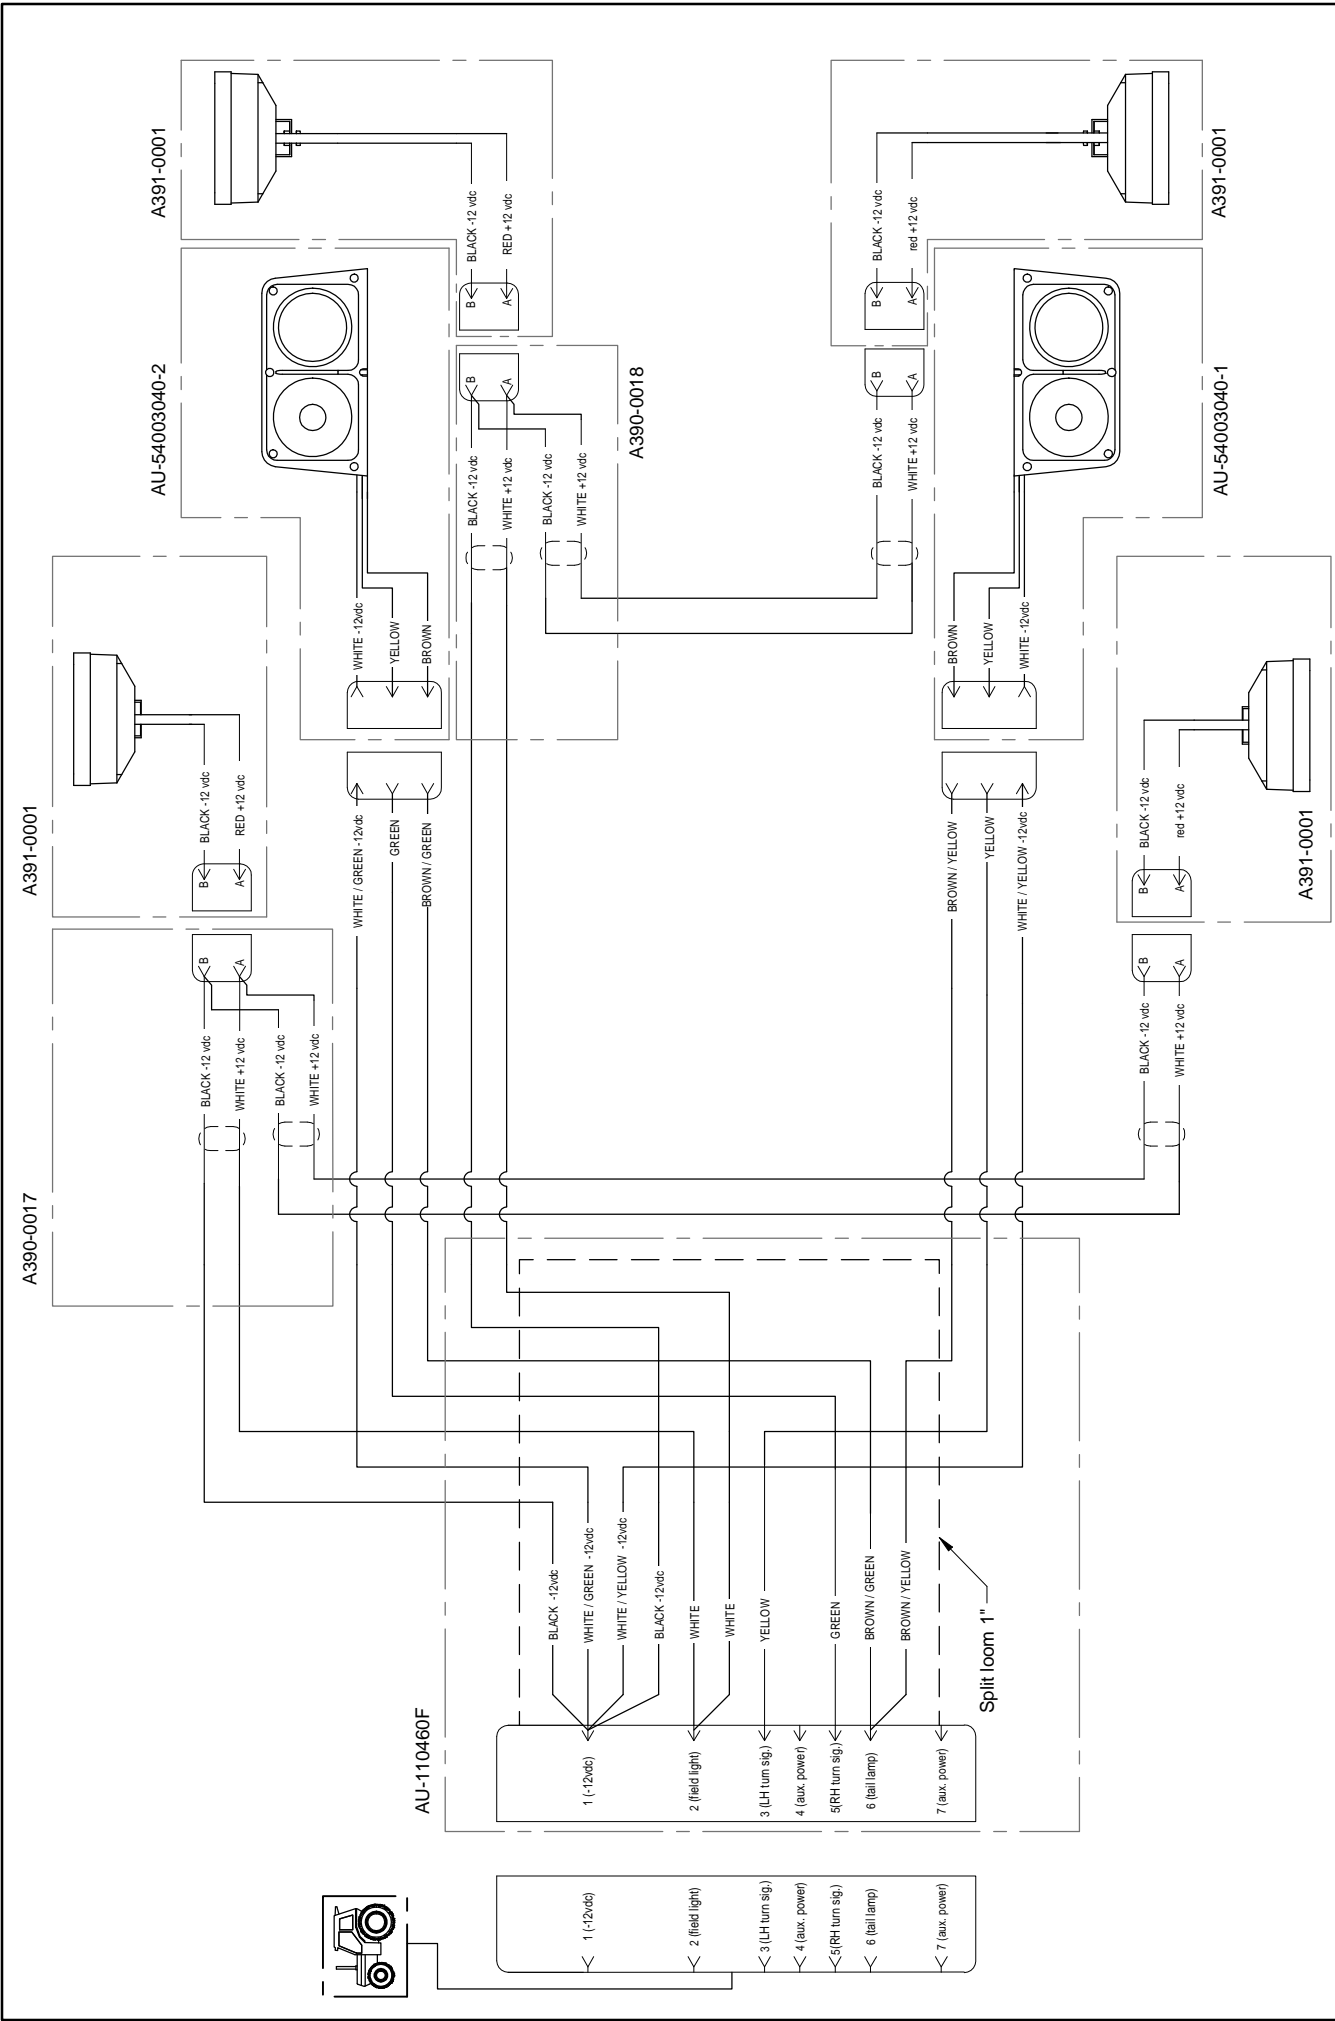 A391-0001
BLACK -12 vdc
RED +12 vdc
B
A
A391-0001
BLACK -12 vdc
red +12 vdc
B
A
AU-54003040-2
WHITE -12vdc
YELLOW
BROWN
A390-0018
B
A
BLACK -12 vdc
WHITE +12 vdc
BLACK -12 vdc
WHITE +12 vdc
B
A
BLACK -12 vdc
WHITE +12 vdc
AU-54003040-1
BROWN
YELLOW
WHITE -12vdc
A391-0001
BLACK -12 vdc
RED +12 vdc
B
A
WHITE / GREEN -12vdc
GREEN
BROWN / GREEN
BROWN / YELLOW
YELLOW
WHITE / YELLOW -12vdc
A391-0001
BLACK -12 vdc
red +12 vdc
B
A
A390-0017
B
A
BLACK -12 vdc
WHITE +12 vdc
BLACK -12 vdc
WHITE +12 vdc
B
A
BLACK -12 vdc
WHITE +12 vdc
AU-110460F
BLACK -12vdc
WHITE / GREEN -12vdc
WHITE / YELLOW -12vdc
BLACK -12vdc
WHITE
WHITE
YELLOW
GREEN
BROWN / GREEN
BROWN / YELLOW
Split loom 1"
1 (-12vdc)
2 (field light)
3 (LH turn sig.)
4 (aux. power)
5(RH turn sig.)
6 (tail lamp)
7 (aux. power)
1 (-12vdc)
2 (field light)
3 (LH turn sig.)
4 (aux. power)
5(RH turn sig.)
6 (tail lamp)
7 (aux. power)